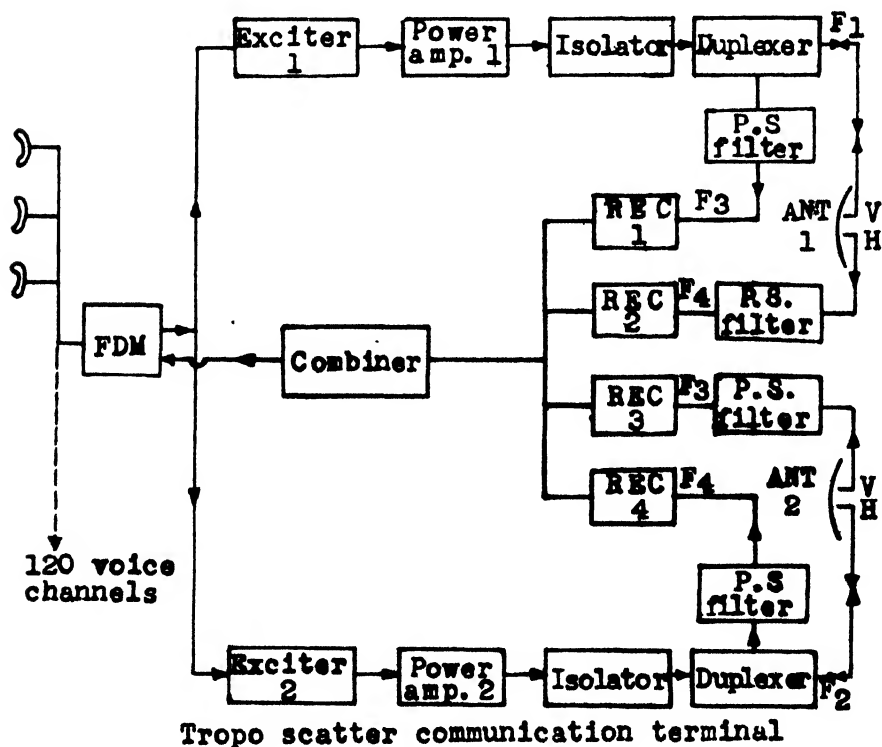 Exciter
1
Power
amp. 1
Isolator
Duplexer
F1
P.S
filter
REC
1
F3
ANT
1
V
H
REC
2
F4
P.S.
filter
FDM
Combiner
REC
3
F3
P.S.
filter
REC
4
F4
ANT
2
V
H
120 voice
channels
P.S
filter
Exciter
2
Power
amp. 2
Isolator
Duplexer
F2
Tropo scatter communication terminal